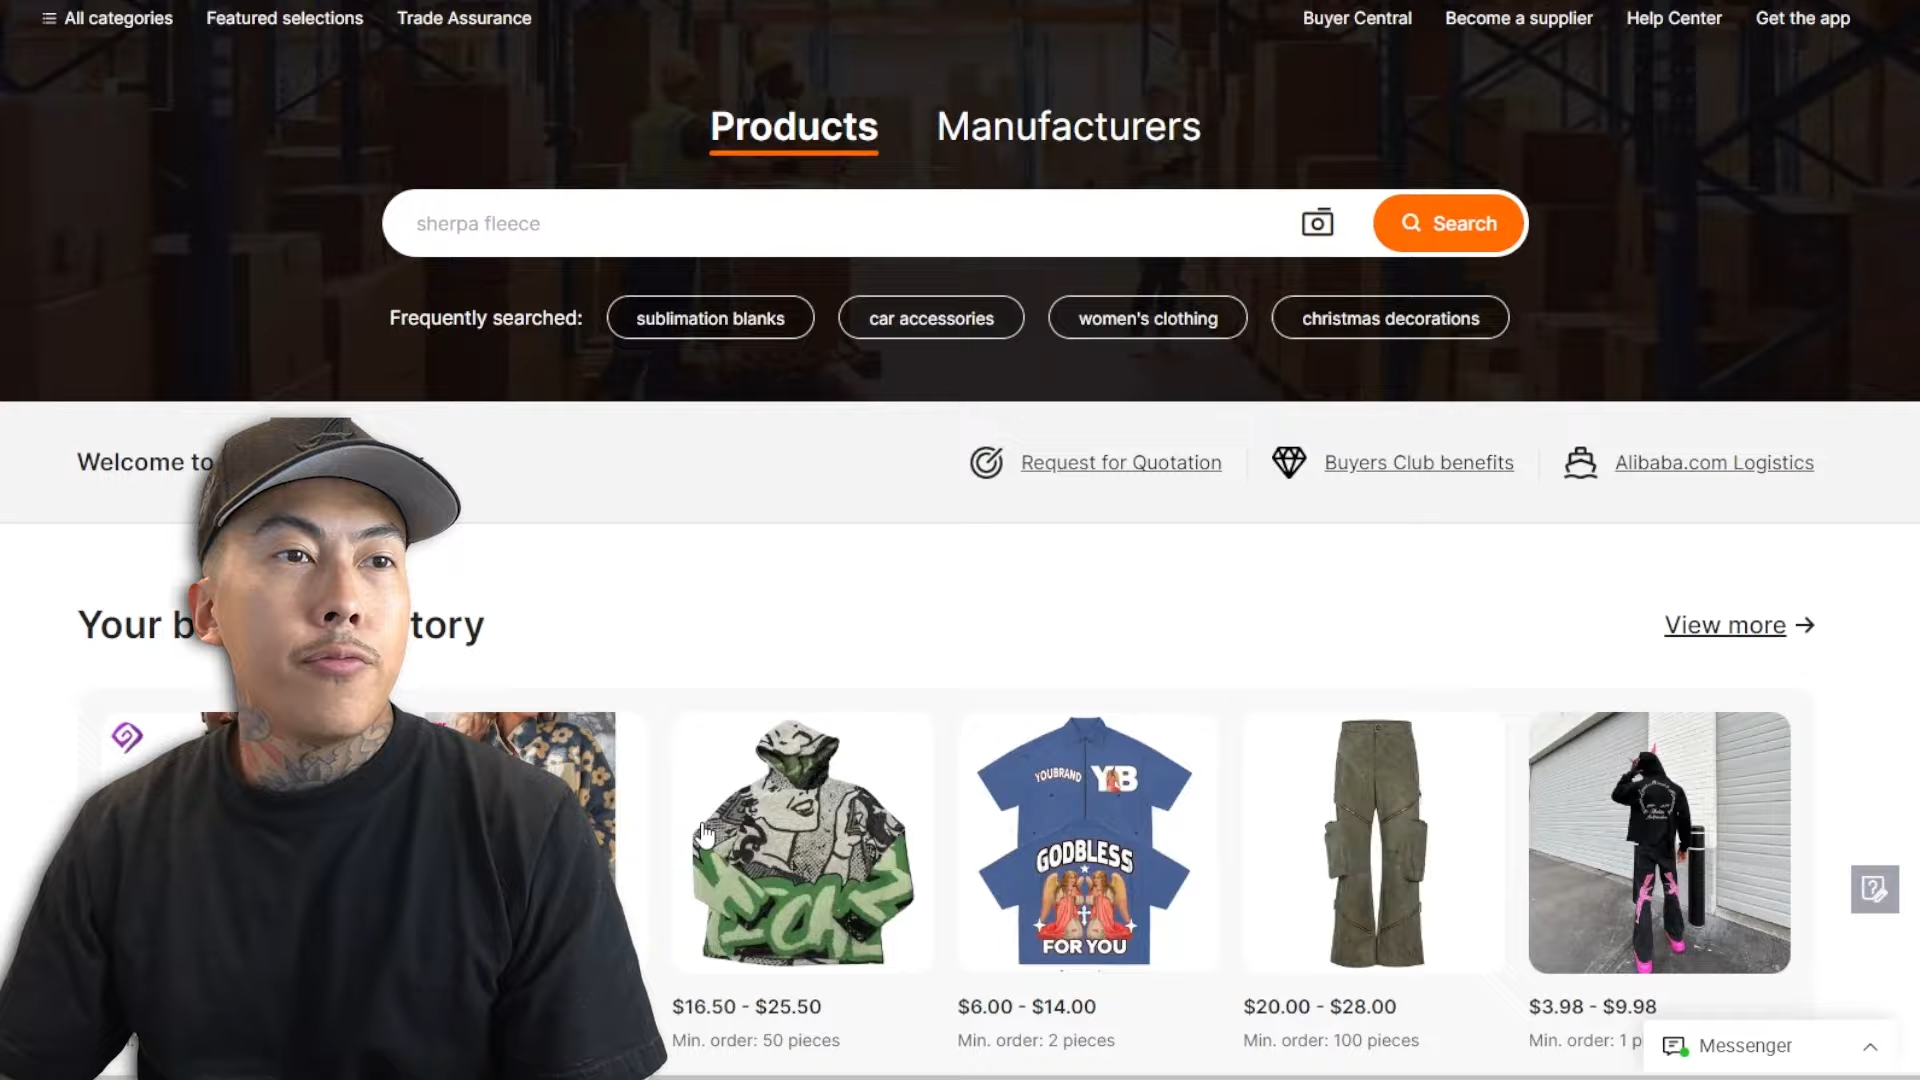 All categories Featured selections Trade Assurance Buyer Central Become a supplier Help Center Get the app
Products Manufacturers
sherpa fleece Search
Frequently searched: sublimation blanks car accessories women's clothing christmas decorations
Welcome to Request for Quotation Buyers Club benefits Alibaba.com Logistics
Your b tory View more
YOUBRAND YB
GODBLESS
FOR YOU
$16.50 - $25.50 $6.00 - $14.00 $20.00 - $28.00 $3.98 - $9.98
Min. order: 50 pieces Min. order: 2 pieces Min. order: 100 pieces Min. order: 1 p
Messenger